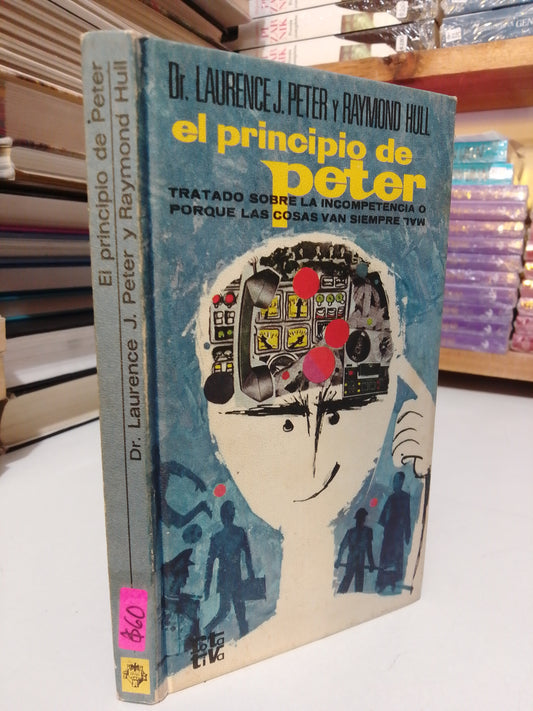 Dr. LAURENCE J. PETER Y RAYMOND HULL
el principio de
peter
TRATADO SOBRE LA INCOMPETENCIA O
PORQUE LAS COSAS VAN SIEMPRE MAL
El principio de Peter
Dr. Laurence J. Peter y Raymond Hull
$60